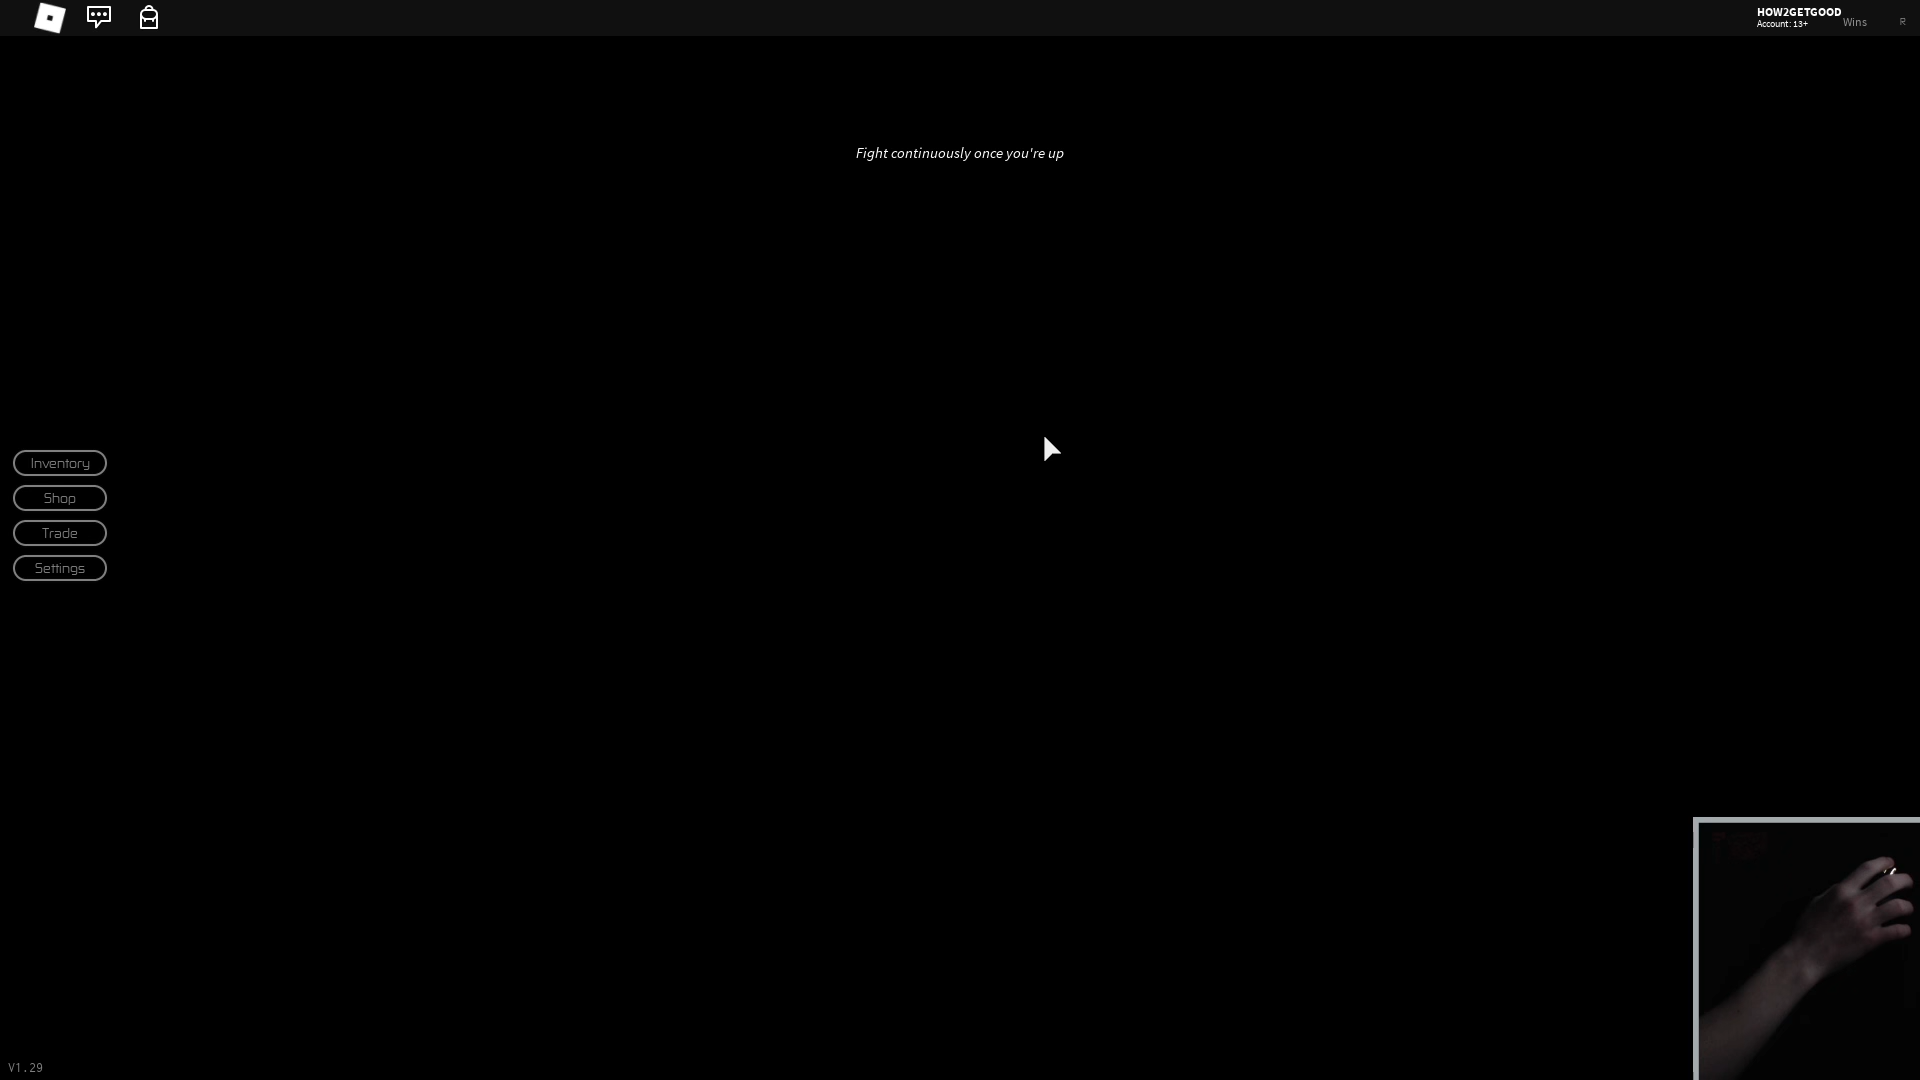 HOW2GETGOOD
Account: 13+
Wins
R
Fight continuously once you're up
Inventory
Shop
Trade
Settings
V1.29